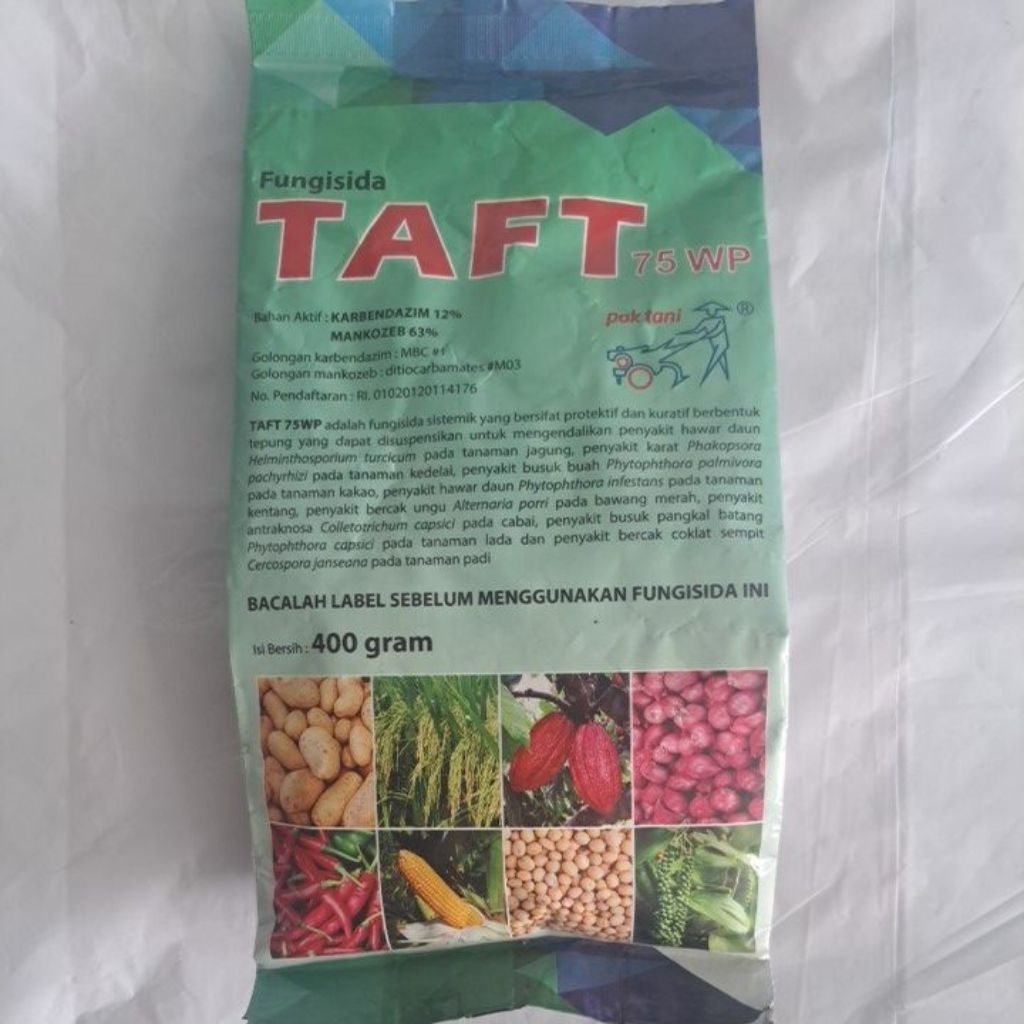 Fungisida
TAFT 75 WP
Bahan Aktif : KARBENDAZIM 12%
MANKOZEB 63%
Golongan karbendazim : MBC #1
Golongan mankozeb : ditiocarbamates #M03
No. Pendaftaran : RI. 01020120114176
pak tani ®
TAFT 75WP adalah fungisida sistemik yang bersifat protektif dan kuratif berbentuk
tepung yang dapat disuspensikan untuk mengendalikan penyakit hawar daun
Helminthosporium turcicum pada tanaman jagung, penyakit karat Phakopsora
pachyrhizi pada tanaman kedelai, penyakit busuk buah Phytophthora palmivora
pada tanaman kakao, penyakit hawar daun Phytophthora infestans pada tanaman
kentang, penyakit bercak ungu Alternaria porri pada bawang merah, penyakit
antraknosa Colletotrichum capsici pada cabai, penyakit busuk pangkal batang
Phytophthora capsici pada tanaman lada dan penyakit bercak coklat sempit
Cercospora janseana pada tanaman padi
BACALAH LABEL SEBELUM MENGGUNAKAN FUNGISIDA INI
Isi Bersih : 400 gram